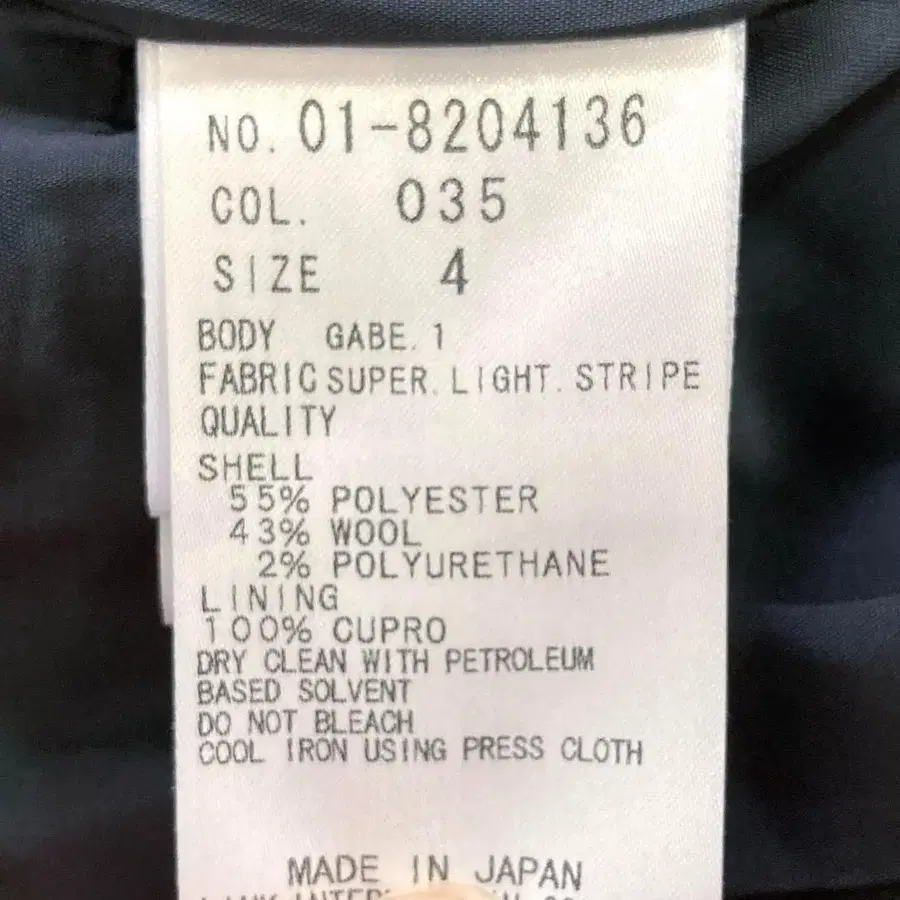 NO. 01-8204136
COL. 035
SIZE 4
BODY GABE. 1
FABRIC SUPER. LIGHT. STRIPE
QUALITY
SHELL
55% POLYESTER
43% WOOL
2% POLYURETHANE
LINING
100% CUPRO
DRY CLEAN WITH PETROLEUM
BASED SOLVENT
DO NOT BLEACH
COOL IRON USING PRESS CLOTH
MADE IN JAPAN